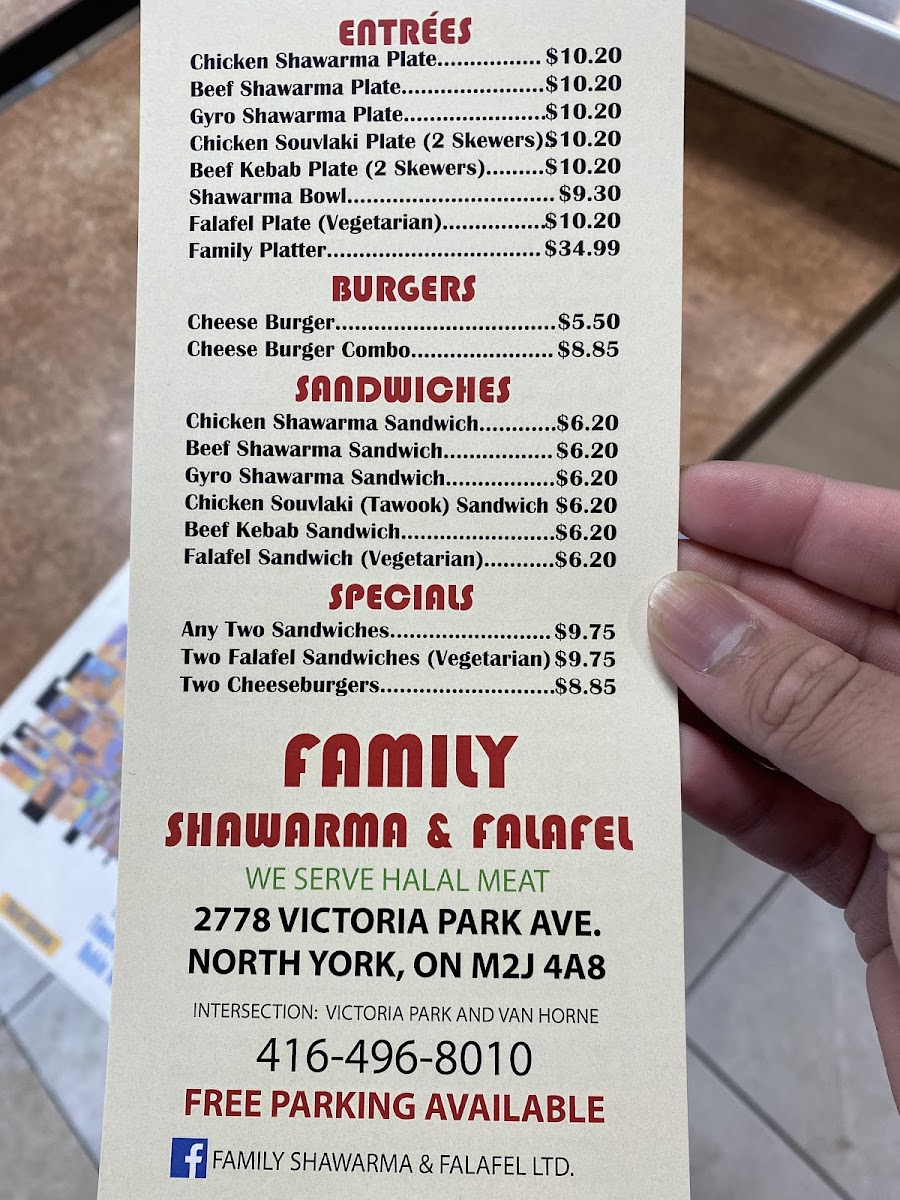 ENTRÉES
Chicken Shawarma Plate................ $10.20
Beef Shawarma Plate......................$10.20
Gyro Shawarma Plate......................$10.20
Chicken Souvlaki Plate (2 Skewers)$10.20
Beef Kebab Plate (2 Skewers).........$10.20
Shawarma Bowl................................ $9.30
Falafel Plate (Vegetarian)................$10.20
Family Platter.................................$34.99
BURGERS
Cheese Burger..................................$5.50
Cheese Burger Combo...................... $8.85
SANDWICHES
Chicken Shawarma Sandwich............$6.20
Beef Shawarma Sandwich.................$6.20
Gyro Shawarma Sandwich.................$6.20
Chicken Souvlaki (Tawook) Sandwich $6.20
Beef Kebab Sandwich........................$6.20
Falafel Sandwich (Vegetarian)...........$6.20
SPECIALS
Any Two Sandwiches......................... $9.75
Two Falafel Sandwiches (Vegetarian) $9.75
Two Cheeseburgers...........................$8.85
FAMILY
SHAWARMA & FALAFEL
WE SERVE HALAL MEAT
2778 VICTORIA PARK AVE.
NORTH YORK, ON M2J 4A8
INTERSECTION: VICTORIA PARK AND VAN HORNE
416-496-8010
FREE PARKING AVAILABLE
f FAMILY SHAWARMA & FALAFEL LTD.